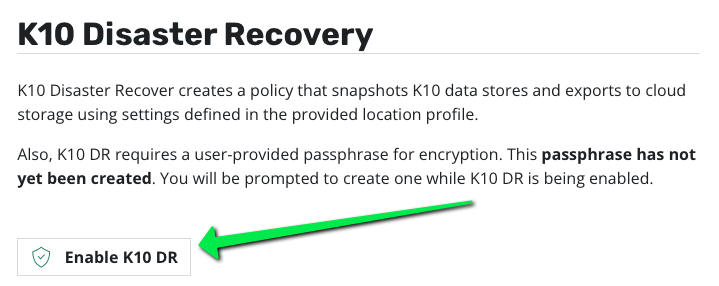 K10 Disaster Recovery
K10 Disaster Recover creates a policy that snapshots K10 data stores and exports to cloud
storage using settings defined in the provided location profile.
Also, K10 DR requires a user-provided passphrase for encryption. This passphrase has not
yet been created. You will be prompted to create one while K10 DR is being enabled.
Enable K10 DR